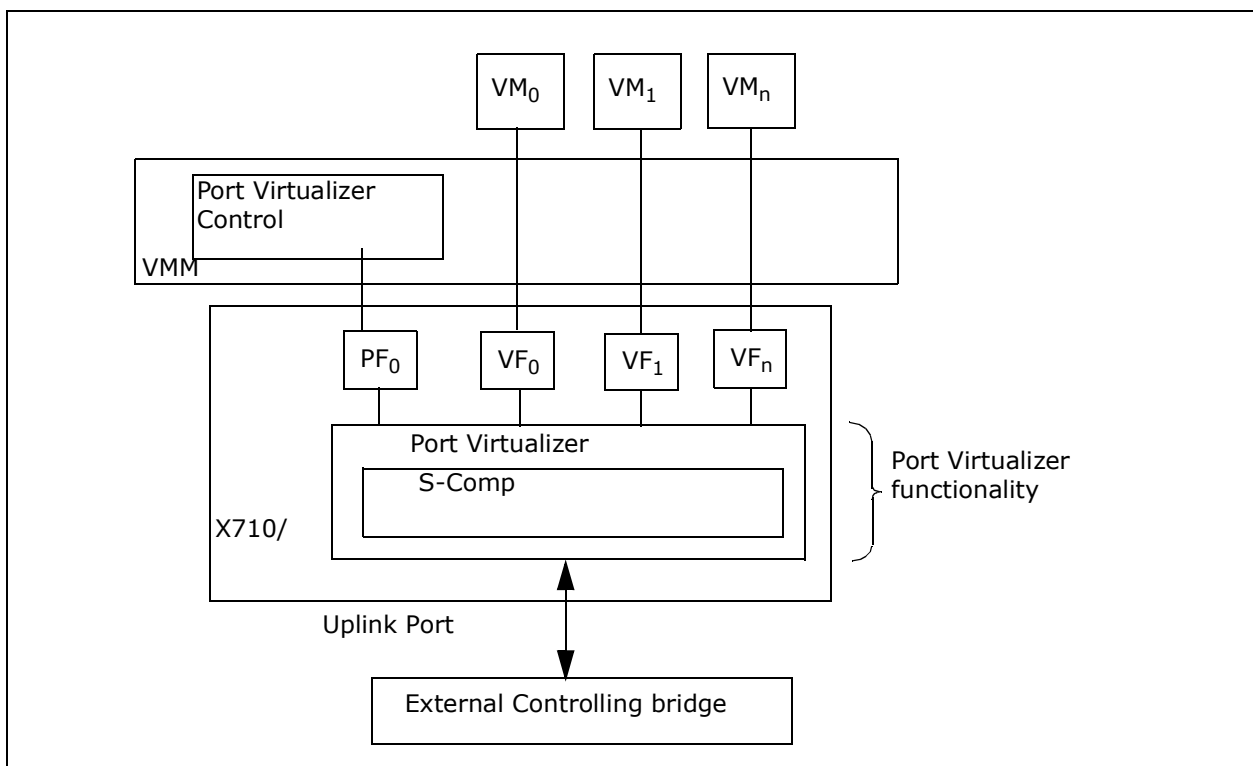 VM0
VM1
VMn
Port Virtualizer
Control
VMM
PF0
VF0
VF1
VFn
Port Virtualizer
S-Comp
X710/
Port Virtualizer
functionality
Uplink Port
External Controlling bridge